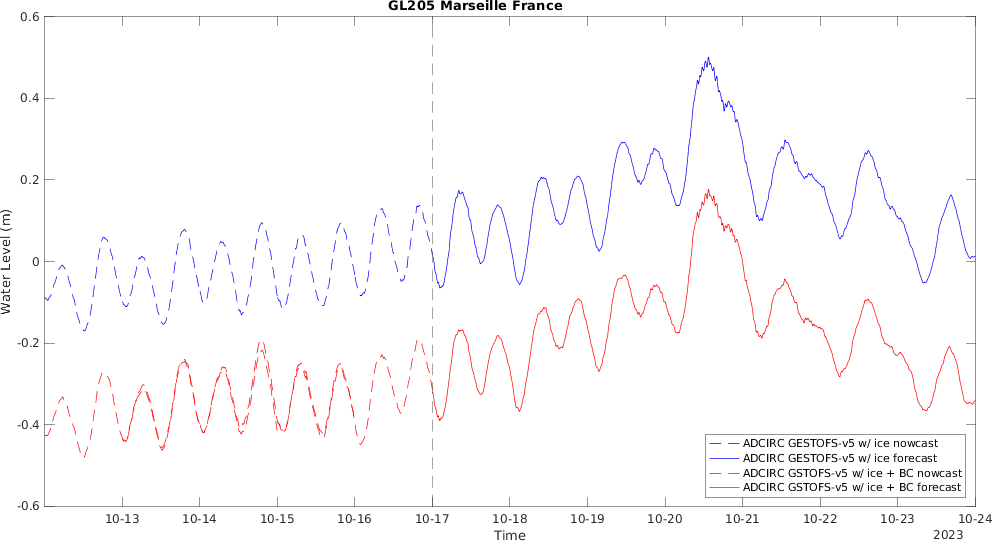 GL205 Marseille France
Water Level (m)
0.6
0.4
0.2
0
-0.2
-0.4
-0.6
10-13 10-14 10-15 10-16 10-17 10-18 10-19 10-20 10-21 10-22 10-23 10-24
Time
2023
ADCIRC GESTOFS-v5 w/ ice nowcast
ADCIRC GESTOFS-v5 w/ ice forecast
ADCIRC GSTOFS-v5 w/ ice + BC nowcast
ADCIRC GSTOFS-v5 w/ ice + BC forecast